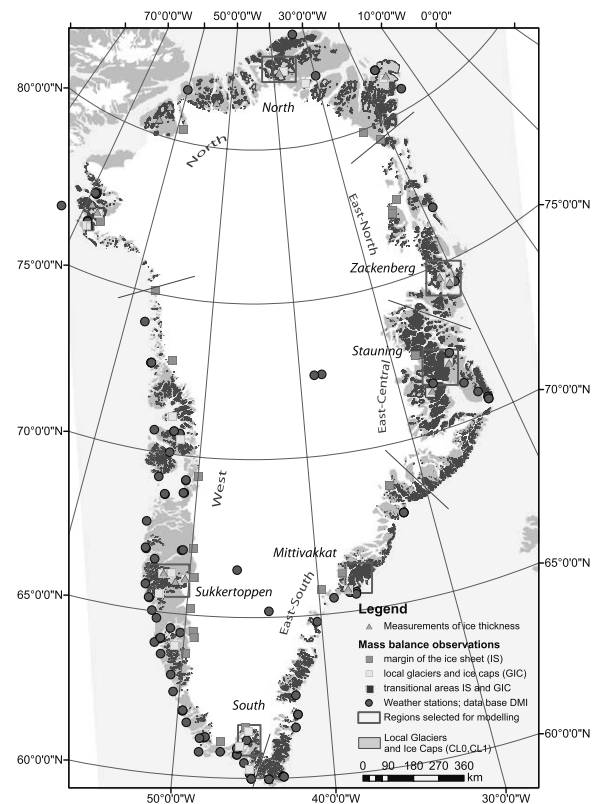 70°0'0"W 50°0'0"W 30°0'0"W 10°0'0"W 0°0'0"
80°0'0"N
North
North
75°0'0"N
East-North
Zackenberg
75°0'0"N
Stauning
East-Central
70°0'0"N
70°0'0"N
West
Mittivakkat
65°0'0"N
Sukkertoppen
65°0'0"N
East-South
Legend
Measurements of ice thickness
Mass balance observations
margin of the ice sheet (IS)
local glaciers and ice caps (GIC)
transitional areas IS and GIC
Weather stations; data base DMI
Regions selected for modelling
Local Glaciers
and Ice Caps (CL0,CL1)
0 90 180 270 360
km
South
60°0'0"N
60°0'0"N
50°0'0"W 40°0'0"W 30°0'0"W